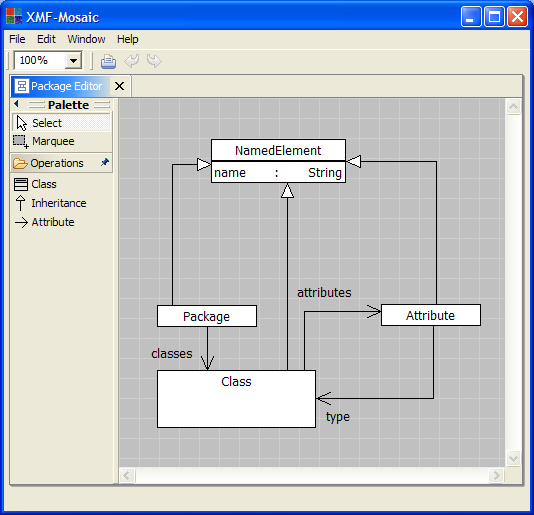 XMF-Mosaic
File Edit Window Help
100%
Package Editor
Palette
Select
Marquee
Operations
Class
Inheritance
Attribute
NamedElement
name : String
attributes
Package
Attribute
classes
Class
type